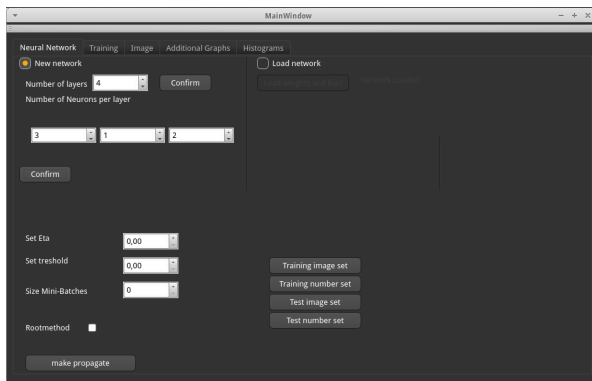 MainWindow
Neural Network Training Image Additional Graphs Histograms
New network
Load network
Number of layers 4 Confirm
Number of Neurons per layer
3 1 2
Confirm
Set Eta 0,00
Set treshold 0,00
Size Mini-Batches 0
Rootmethod
make propagate
Training image set
Training number set
Test image set
Test number set